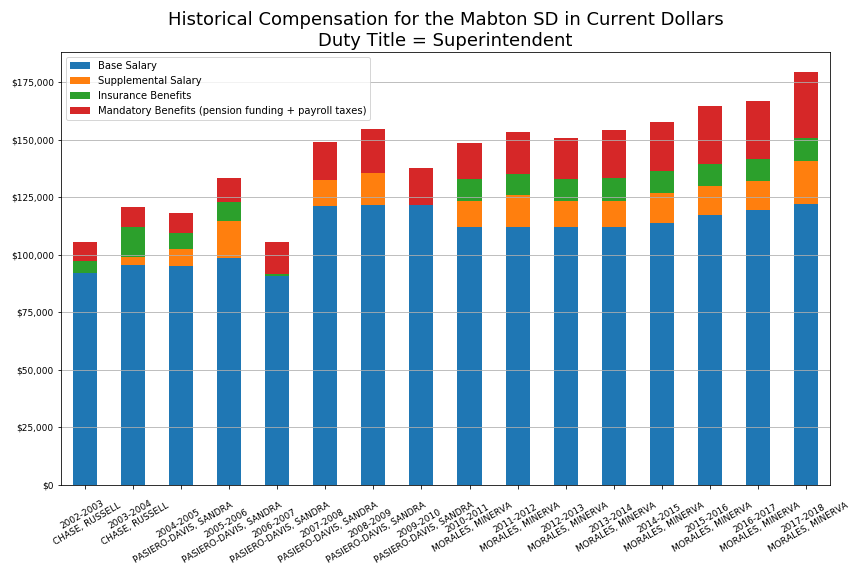 Historical Compensation for the Mabton SD in Current Dollars
Duty Title = Superintendent
Base Salary
Supplemental Salary
Insurance Benefits
Mandatory Benefits (pension funding + payroll taxes)
$175,000
$150,000
$125,000
$100,000
$75,000
$50,000
$25,000
$0
2002-2003
CHASE, RUSSELL
2003-2004
CHASE, RUSSELL
2004-2005
PASIERO-DAVIS, SANDRA
2005-2006
PASIERO-DAVIS, SANDRA
2006-2007
PASIERO-DAVIS, SANDRA
2007-2008
PASIERO-DAVIS, SANDRA
2008-2009
PASIERO-DAVIS, SANDRA
2009-2010
PASIERO-DAVIS, SANDRA
2010-2011
MORALES, MINERVA
2011-2012
MORALES, MINERVA
2012-2013
MORALES, MINERVA
2013-2014
MORALES, MINERVA
2014-2015
MORALES, MINERVA
2015-2016
MORALES, MINERVA
2016-2017
MORALES, MINERVA
2017-2018
MORALES, MINERVA